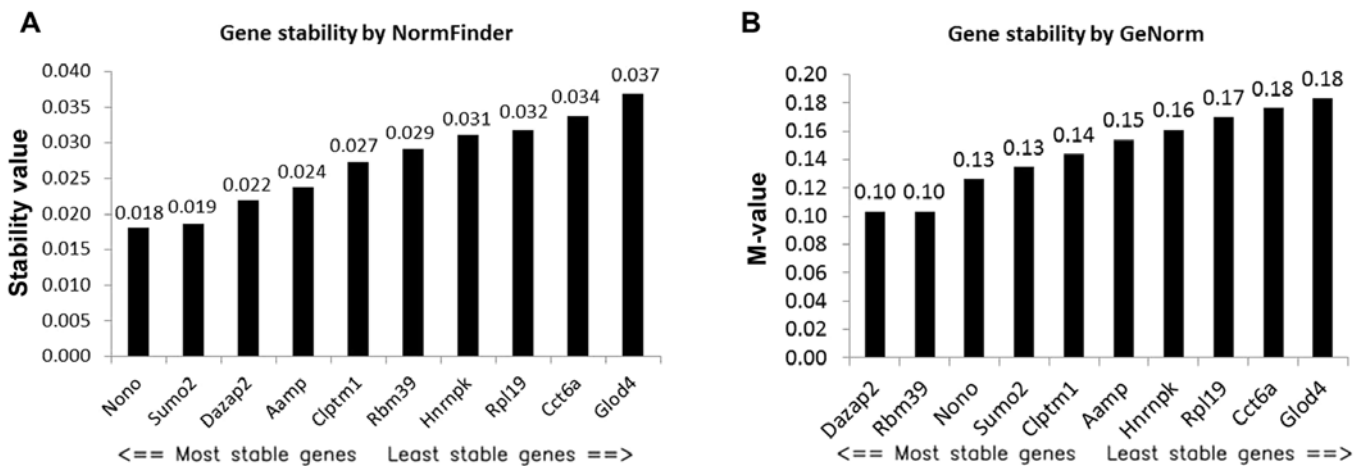 A
Gene stability by NormFinder
Stability value
0.040
0.035
0.030
0.025
0.020
0.015
0.010
0.005
0.000
0.018
0.019
0.022
0.024
0.027
0.029
0.031
0.032
0.034
0.037
Nono
Sumo2
Dazap2
Aamp
Clptm1
Rbm39
Hnrnpk
Rpl19
Cct6a
Glod4
<== Most stable genes Least stable genes ==>
B
Gene stability by GeNorm
M-value
0.20
0.18
0.16
0.14
0.12
0.10
0.08
0.06
0.04
0.02
0.00
0.10
0.10
0.13
0.13
0.14
0.15
0.16
0.17
0.18
0.18
Dazap2
Rbm39
Nono
Sumo2
Clptm1
Aamp
Hnrnpk
Rpl19
Cct6a
Glod4
<== Most stable genes Least stable genes ==>